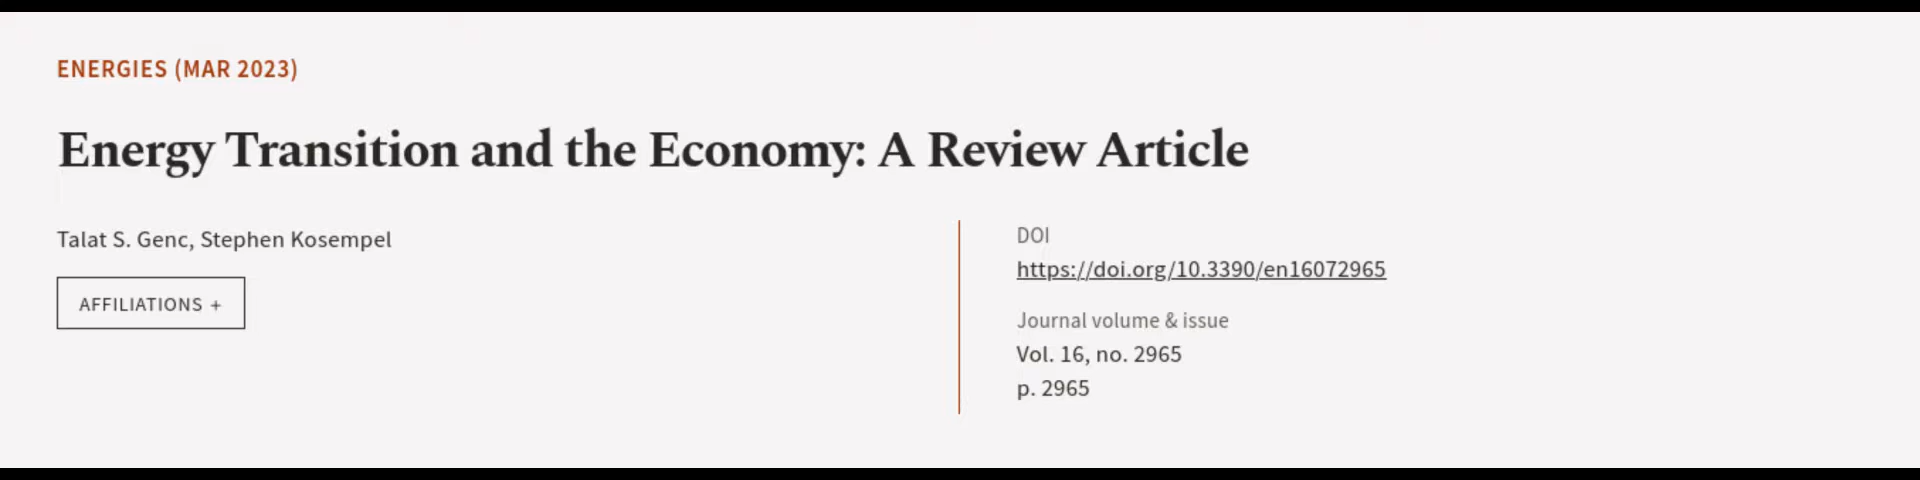 ENERGIES (MAR 2023)
Energy Transition and the Economy: A Review Article
Talat S. Genc, Stephen Kosempel
AFFILIATIONS +
DOI
https://doi.org/10.3390/en16072965
Journal volume & issue
Vol. 16, no. 2965
p. 2965